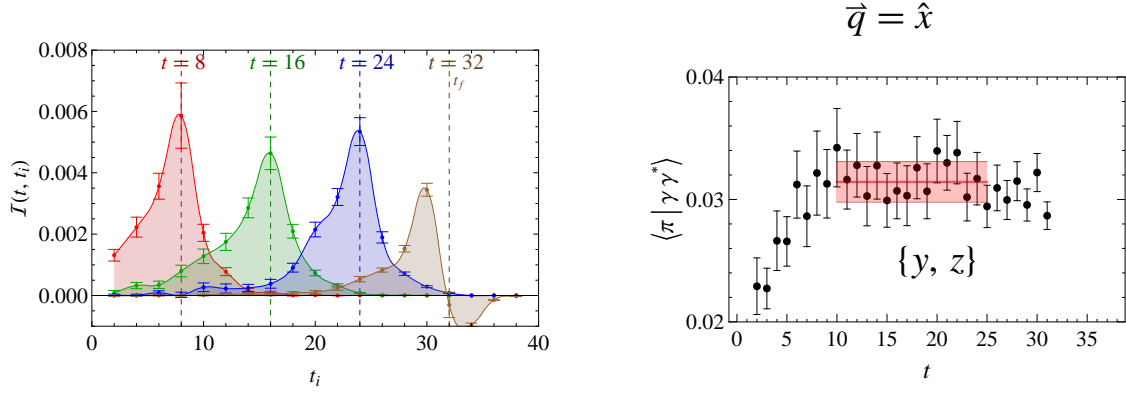 q⃗ = x̂
0.008
0.006
0.004
0.002
0.000
t = 8
t = 16
t = 24
t = 32
t_f
I(t, t_i)
0
10
20
30
40
t_i
0.04
0.03
0.02
⟨π | γ γ*⟩
{y, z}
0
5
10
15
20
25
30
35
t